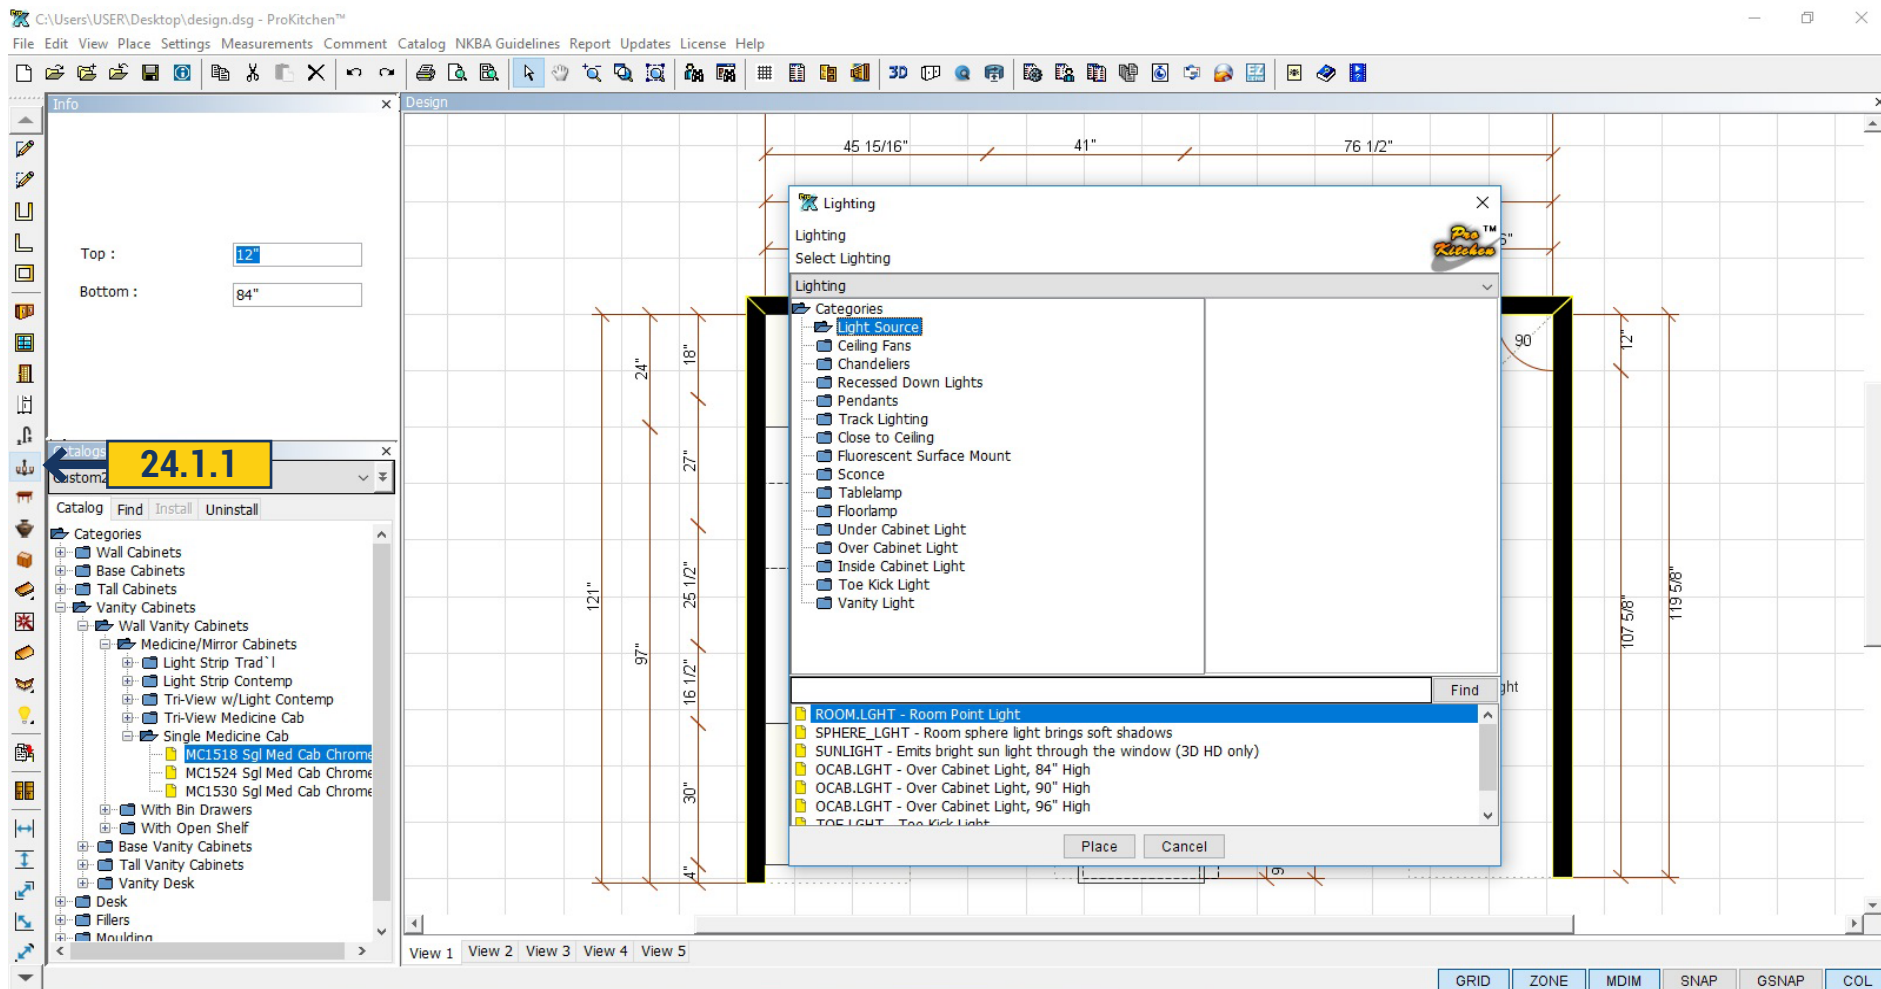 C:\Users\USER\Desktop\design.dsg - ProKitchen™
File Edit View Place Settings Measurements Comment Catalog NKBA Guidelines Report Updates License Help
3D
EZ
Info
Top :
12"
Bottom :
84"
Catalogs
24.1.1
Catalog Find Install Uninstall
Categories
Wall Cabinets
Base Cabinets
Tall Cabinets
Vanity Cabinets
Wall Vanity Cabinets
Medicine/Mirror Cabinets
Light Strip Trad`l
Light Strip Contemp
Tri-View w/Light Contemp
Tri-View Medicine Cab
Single Medicine Cab
MC1518 Sgl Med Cab Chrome
MC1524 Sgl Med Cab Chrome
MC1530 Sgl Med Cab Chrome
With Bin Drawers
With Open Shelf
Base Vanity Cabinets
Tall Vanity Cabinets
Vanity Desk
Desk
Fillers
Moulding
Design
45 15/16"
41"
76 1/2"
24"
18"
27"
121"
25 1/2"
97"
16 1/2"
30"
4"
90
12"
119 5/8"
107 5/8"
Lighting
Lighting
Select Lighting
Pro Kitchen ™
Lighting
Categories
Light Source
Ceiling Fans
Chandeliers
Recessed Down Lights
Pendants
Track Lighting
Close to Ceiling
Fluorescent Surface Mount
Sconce
Tablelamp
Floorlamp
Under Cabinet Light
Over Cabinet Light
Inside Cabinet Light
Toe Kick Light
Vanity Light
Find
ROOM.LGHT - Room Point Light
SPHERE_LGHT - Room sphere light brings soft shadows
SUNLIGHT - Emits bright sun light through the window (3D HD only)
OCAB.LGHT - Over Cabinet Light, 84" High
OCAB.LGHT - Over Cabinet Light, 90" High
OCAB.LGHT - Over Cabinet Light, 96" High
TOE.LGHT - Toe Kick Light
Place Cancel
View 1 View 2 View 3 View 4 View 5
GRID ZONE MDIM SNAP GSNAP COL